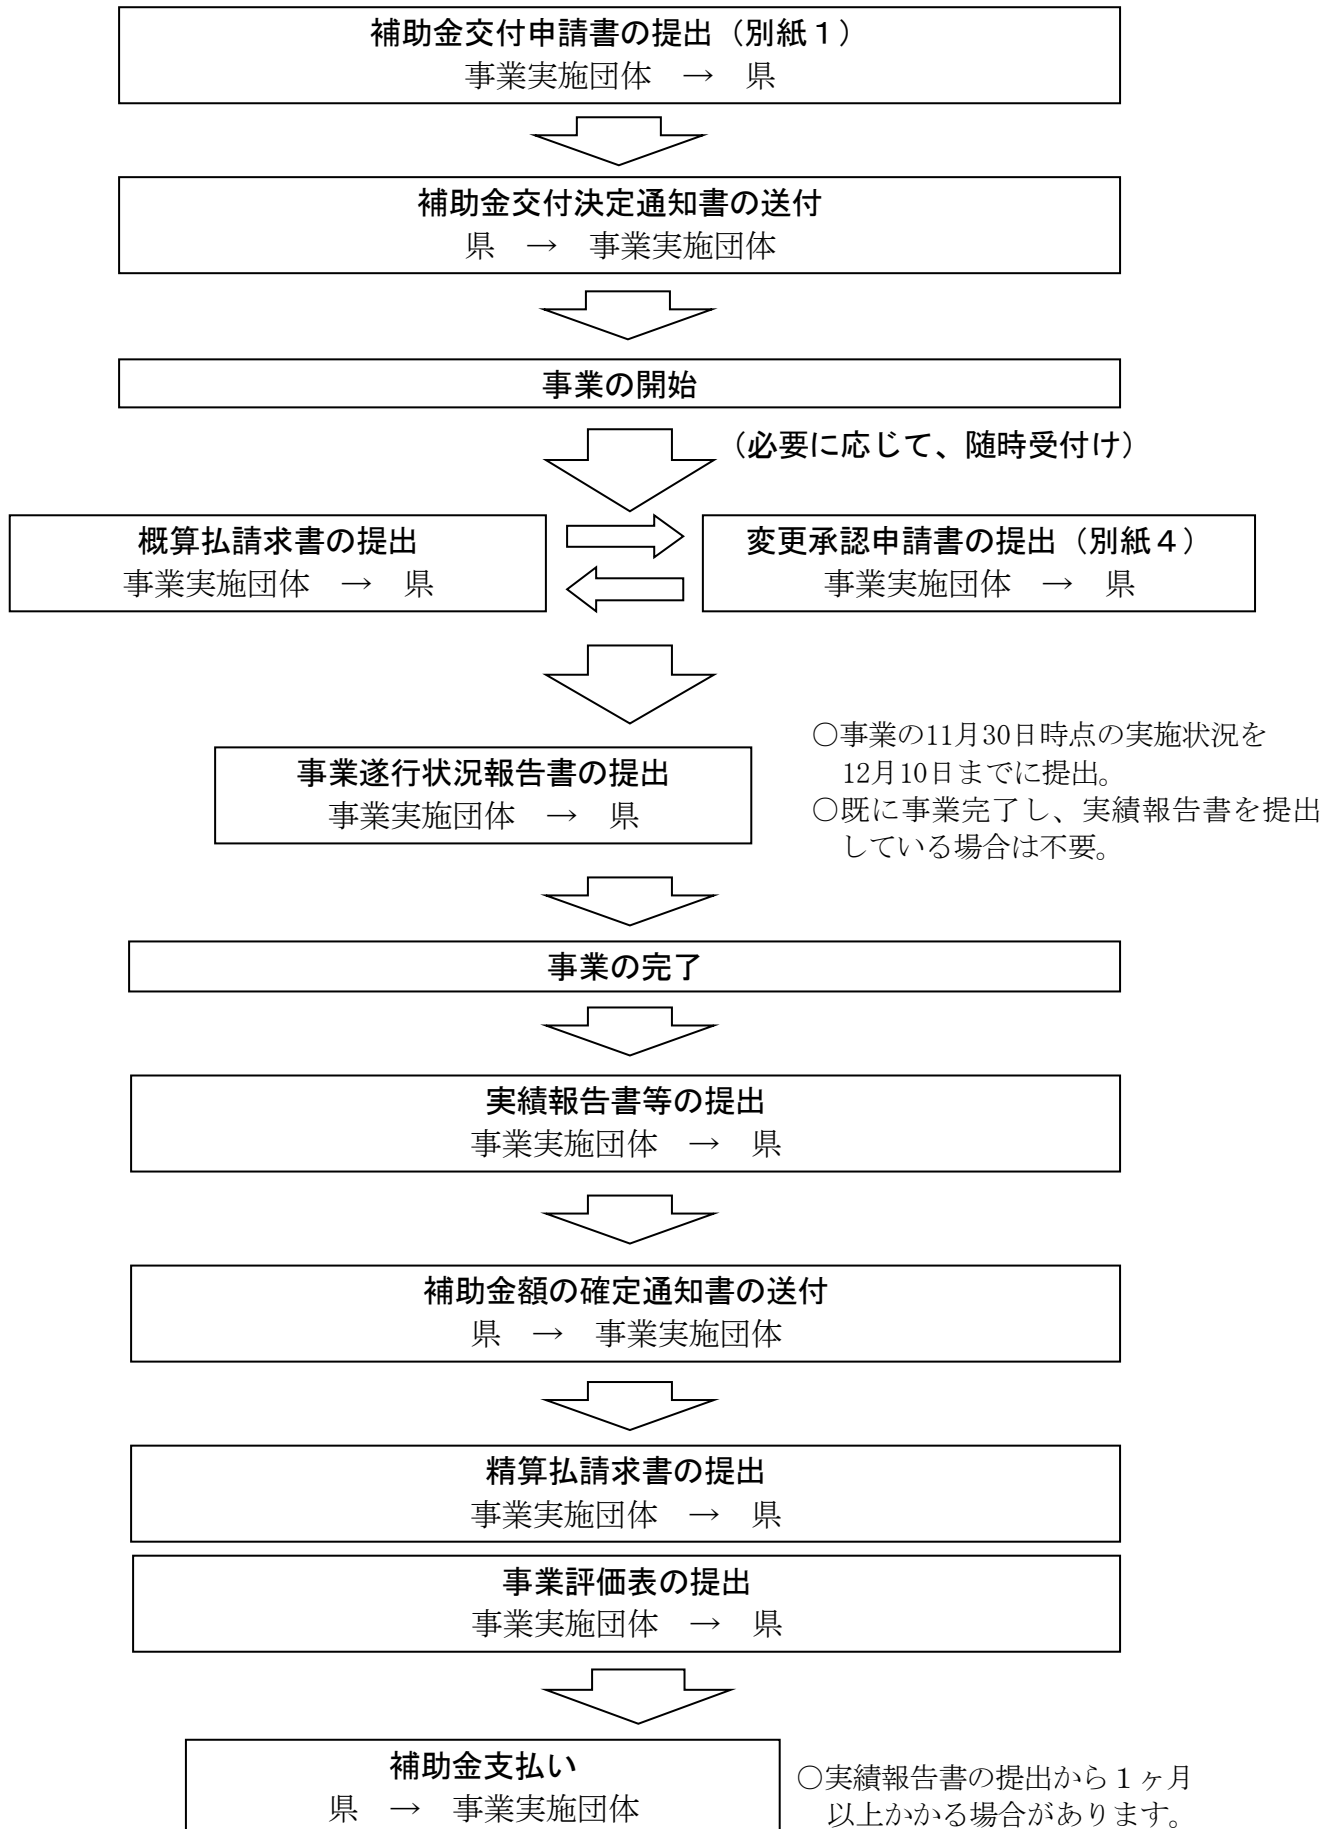 補助金交付申請書の提出（別紙１）
事業実施団体　→　県
補助金交付決定通知書の送付
県　→　事業実施団体
事業の開始
（必要に応じて、随時受付け）
概算払請求書の提出
事業実施団体　→　県
変更承認申請書の提出（別紙４）
事業実施団体　→　県
事業遂行状況報告書の提出
事業実施団体　→　県
○事業の11月30日時点の実施状況を
12月10日までに提出。
○既に事業完了し、実績報告書を提出
している場合は不要。
事業の完了
実績報告書等の提出
事業実施団体　→　県
補助金額の確定通知書の送付
県　→　事業実施団体
精算払請求書の提出
事業実施団体　→　県
事業評価表の提出
事業実施団体　→　県
補助金支払い
県　→　事業実施団体
○実績報告書の提出から１ヶ月
以上かかる場合があります。